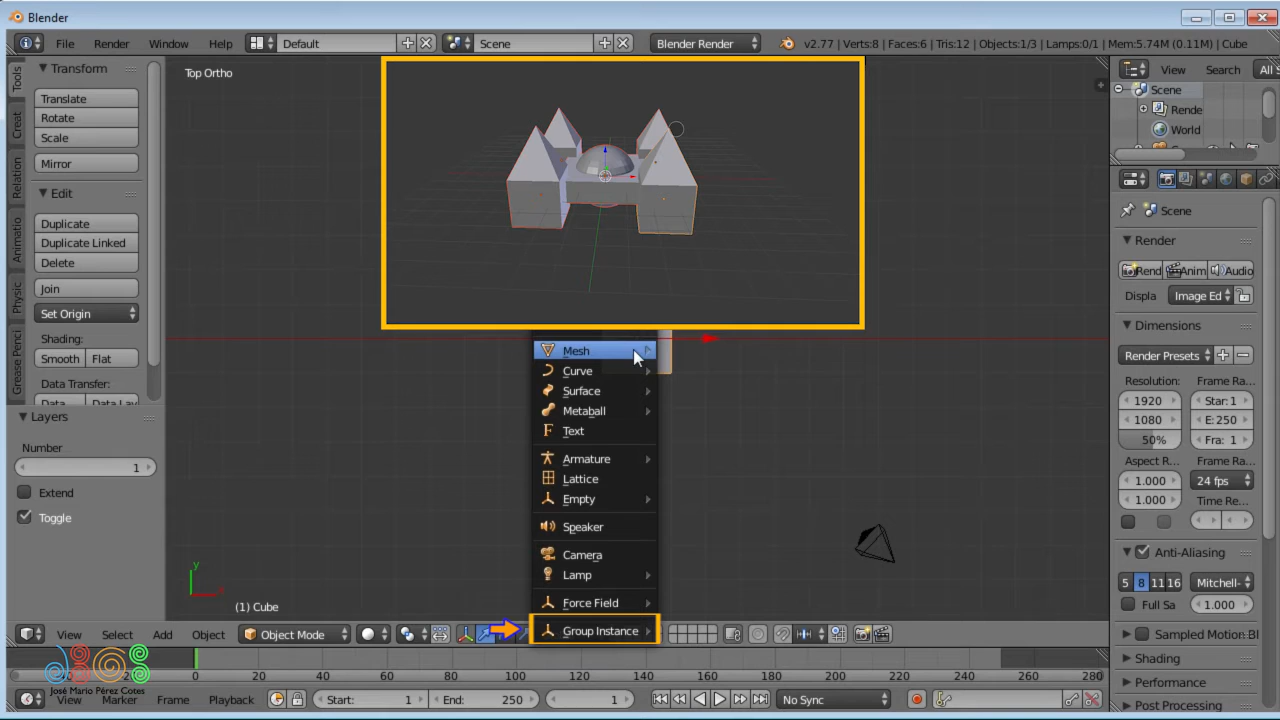 Blender
File Render Window Help Default Scene Blender Render v2.77 | Verts:8 | Faces:6 | Tris:12 | Objects:1/3 | Lamps:0/1 | Mem:5.74M (0.11M) | Cube
Tools
Creat
Relation
Animatio
Physic
Grease Penci
Transform
Translate
Rotate
Scale
Mirror
Edit
Duplicate
Duplicate Linked
Delete
Join
Set Origin
Shading:
Smooth Flat
Data Transfer:
Data Data Lay
Layers
Number
1
Extend
Toggle
Top Ortho
Mesh
Curve
Surface
Metaball
F Text
Armature
Lattice
Empty
Speaker
Camera
Lamp
Force Field
Group Instance
y
x
(1) Cube
View Select Add Object Object Mode
View Search All S
Scene
Rende
World
Scene
Render
Rend Anim Audio
Displa Image Ed
Dimensions
Render Presets
Resolution: Frame Ra...
1920 Star: 1
1080 E: 250
50% Fra: 1
Aspect R... Frame Ra...
1.000 24 fps
1.000 Time Re...
Anti-Aliasing
5 8 11 16 Mitchell-
Full Sa 1.000
Sampled Motion Bl
Shading
Performance
Post Processing
0 20 40 60 80 100 120 140 160 180 200 220 240 260 280
José Mario Pérez Cotes
View Marker Frame Playback Start: 1 End: 250 1 No Sync